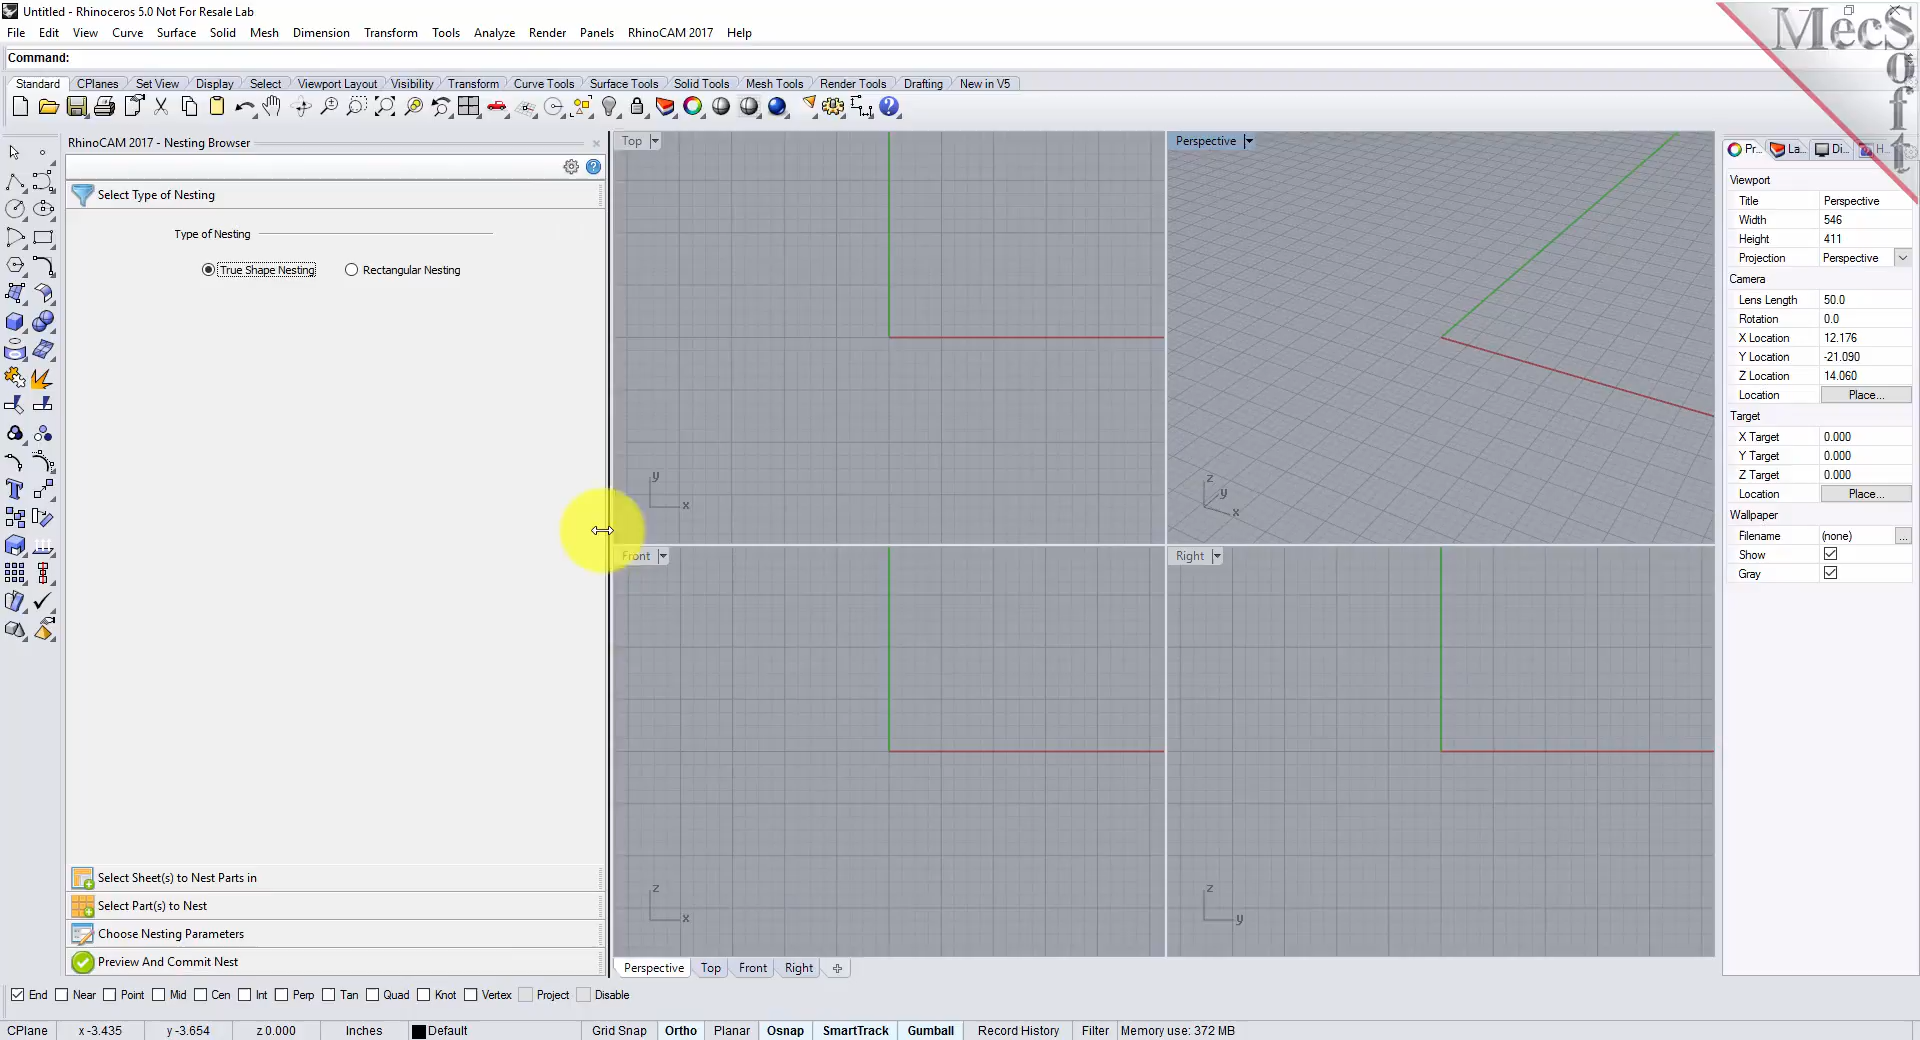 Untitled - Rhinoceros 5.0 Not For Resale Lab
File Edit View Curve Surface Solid Mesh Dimension Transform Tools Analyze Render Panels RhinoCAM 2017 Help
Command:
Standard CPlanes Set View Display Select Viewport Layout Visibility Transform Curve Tools Surface Tools Solid Tools Mesh Tools Render Tools Drafting New in V5
MecSoft
RhinoCAM 2017 - Nesting Browser
Select Type of Nesting
Type of Nesting
True Shape Nesting Rectangular Nesting
Select Sheet(s) to Nest Parts in
Select Part(s) to Nest
Choose Nesting Parameters
Preview And Commit Nest
Top
y
x
Perspective
z
y
x
Front
z
x
Right
z
y
Perspective Top Front Right
Pr... La... Di... H...
Viewport
Title Perspective
Width 546
Height 411
Projection Perspective
Camera
Lens Length 50.0
Rotation 0.0
X Location 12.176
Y Location -21.090
Z Location 14.060
Location Place...
Target
X Target 0.000
Y Target 0.000
Z Target 0.000
Location Place...
Wallpaper
Filename (none) ...
Show
Gray
End Near Point Mid Cen Int Perp Tan Quad Knot Vertex Project Disable
CPlane x -3.435 y -3.654 z 0.000 Inches Default Grid Snap Ortho Planar Osnap SmartTrack Gumball Record History Filter Memory use: 372 MB